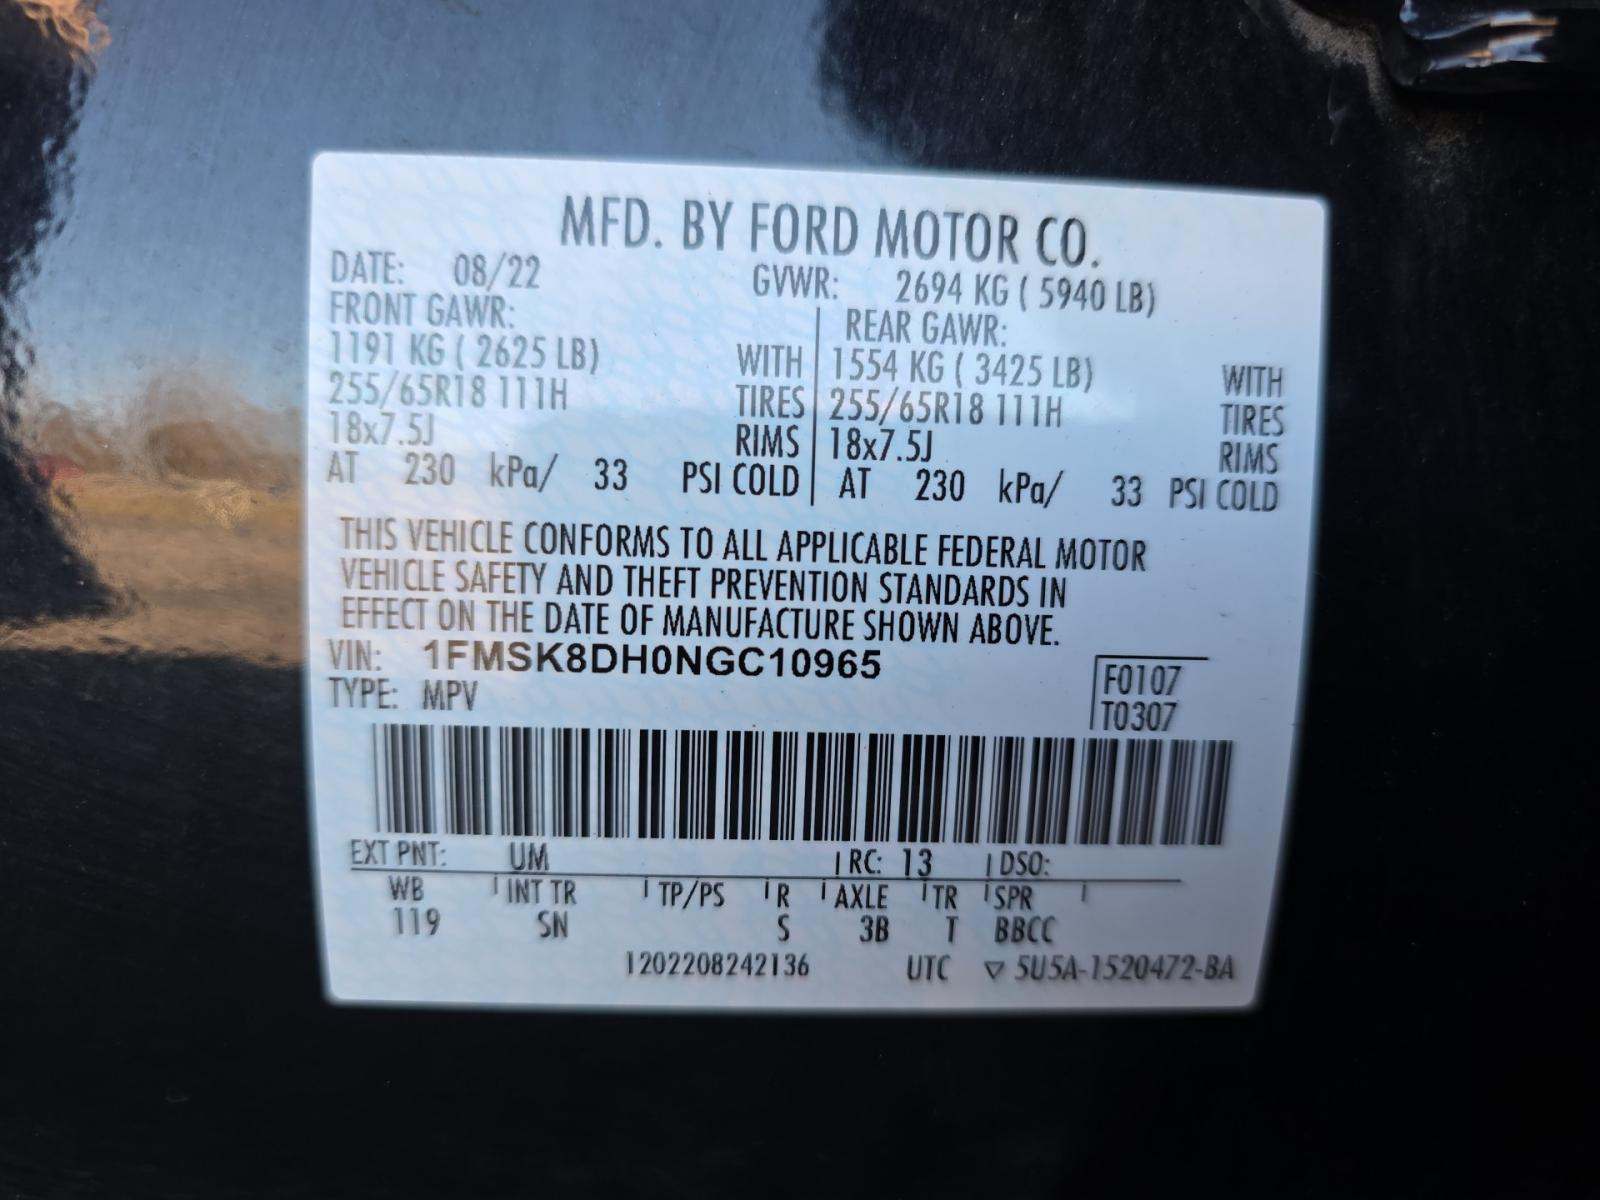 MFD. BY FORD MOTOR CO.
DATE: 08/22 GVWR: 2694 KG ( 5940 LB)
FRONT GAWR: REAR GAWR:
1191 KG ( 2625 LB) WITH 1554 KG ( 3425 LB) WITH
255/65R18 111H TIRES 255/65R18 111H TIRES
18x7.5J RIMS 18x7.5J RIMS
AT 230 kPa/ 33 PSI COLD AT 230 kPa/ 33 PSI COLD
THIS VEHICLE CONFORMS TO ALL APPLICABLE FEDERAL MOTOR
VEHICLE SAFETY AND THEFT PREVENTION STANDARDS IN
EFFECT ON THE DATE OF MANUFACTURE SHOWN ABOVE.
VIN: 1FMSK8DH0NGC10965
TYPE: MPV
F0107
T0307
EXT PNT: UM RC: 13 DSO:
WB INT TR TP/PS R AXLE TR SPR
119 SN S 3B T BBCC
1202208242136 UTC ▽ 5U5A-1520472-BA